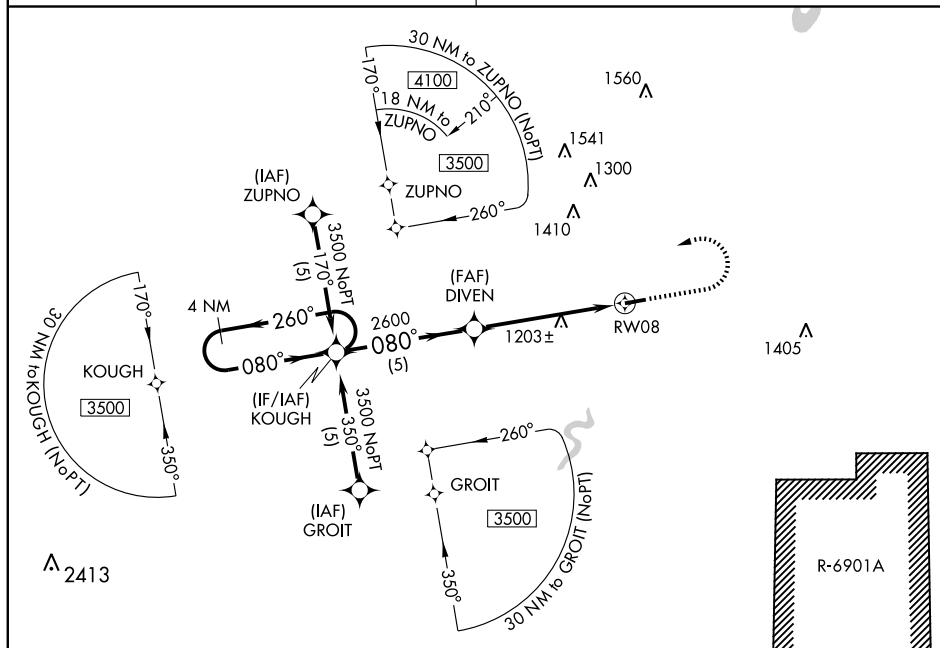 30 NM to ZUPNO (NoPT)
170°
4100
18 NM to
ZUPNO
210°
3500
ZUPNO
260°
1560
1541
1300
1410
(IAF)
ZUPNO
3500 NoPT
170°
(5)
4 NM
260°
080°
(IF/IAF)
KOUGH
2600
080°
(5)
(FAF)
DIVEN
1203±
RW08
1405
30 NM to KOUGH (NoPT)
170°
KOUGH
3500
350°
3500 NoPT
350°
(5)
(IAF)
GROIT
260°
GROIT
3500
350°
30 NM to GROIT (NoPT)
2413
R-6901A